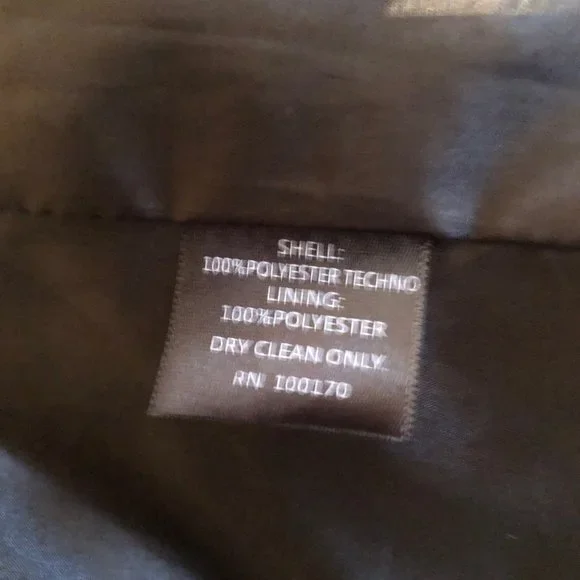 SHELL:
100%POLYESTER TECHNO
LINING:
100%POLYESTER
DRY CLEAN ONLY.
RN 100170